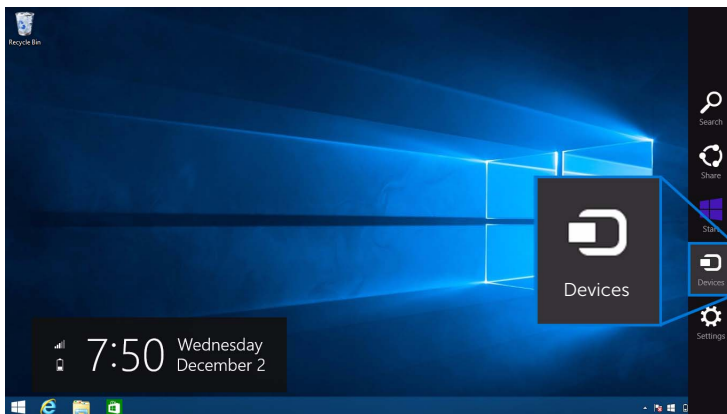 Recycle Bin
Search
Share
Start
Devices
Devices
Settings
7:50
Wednesday
December 2